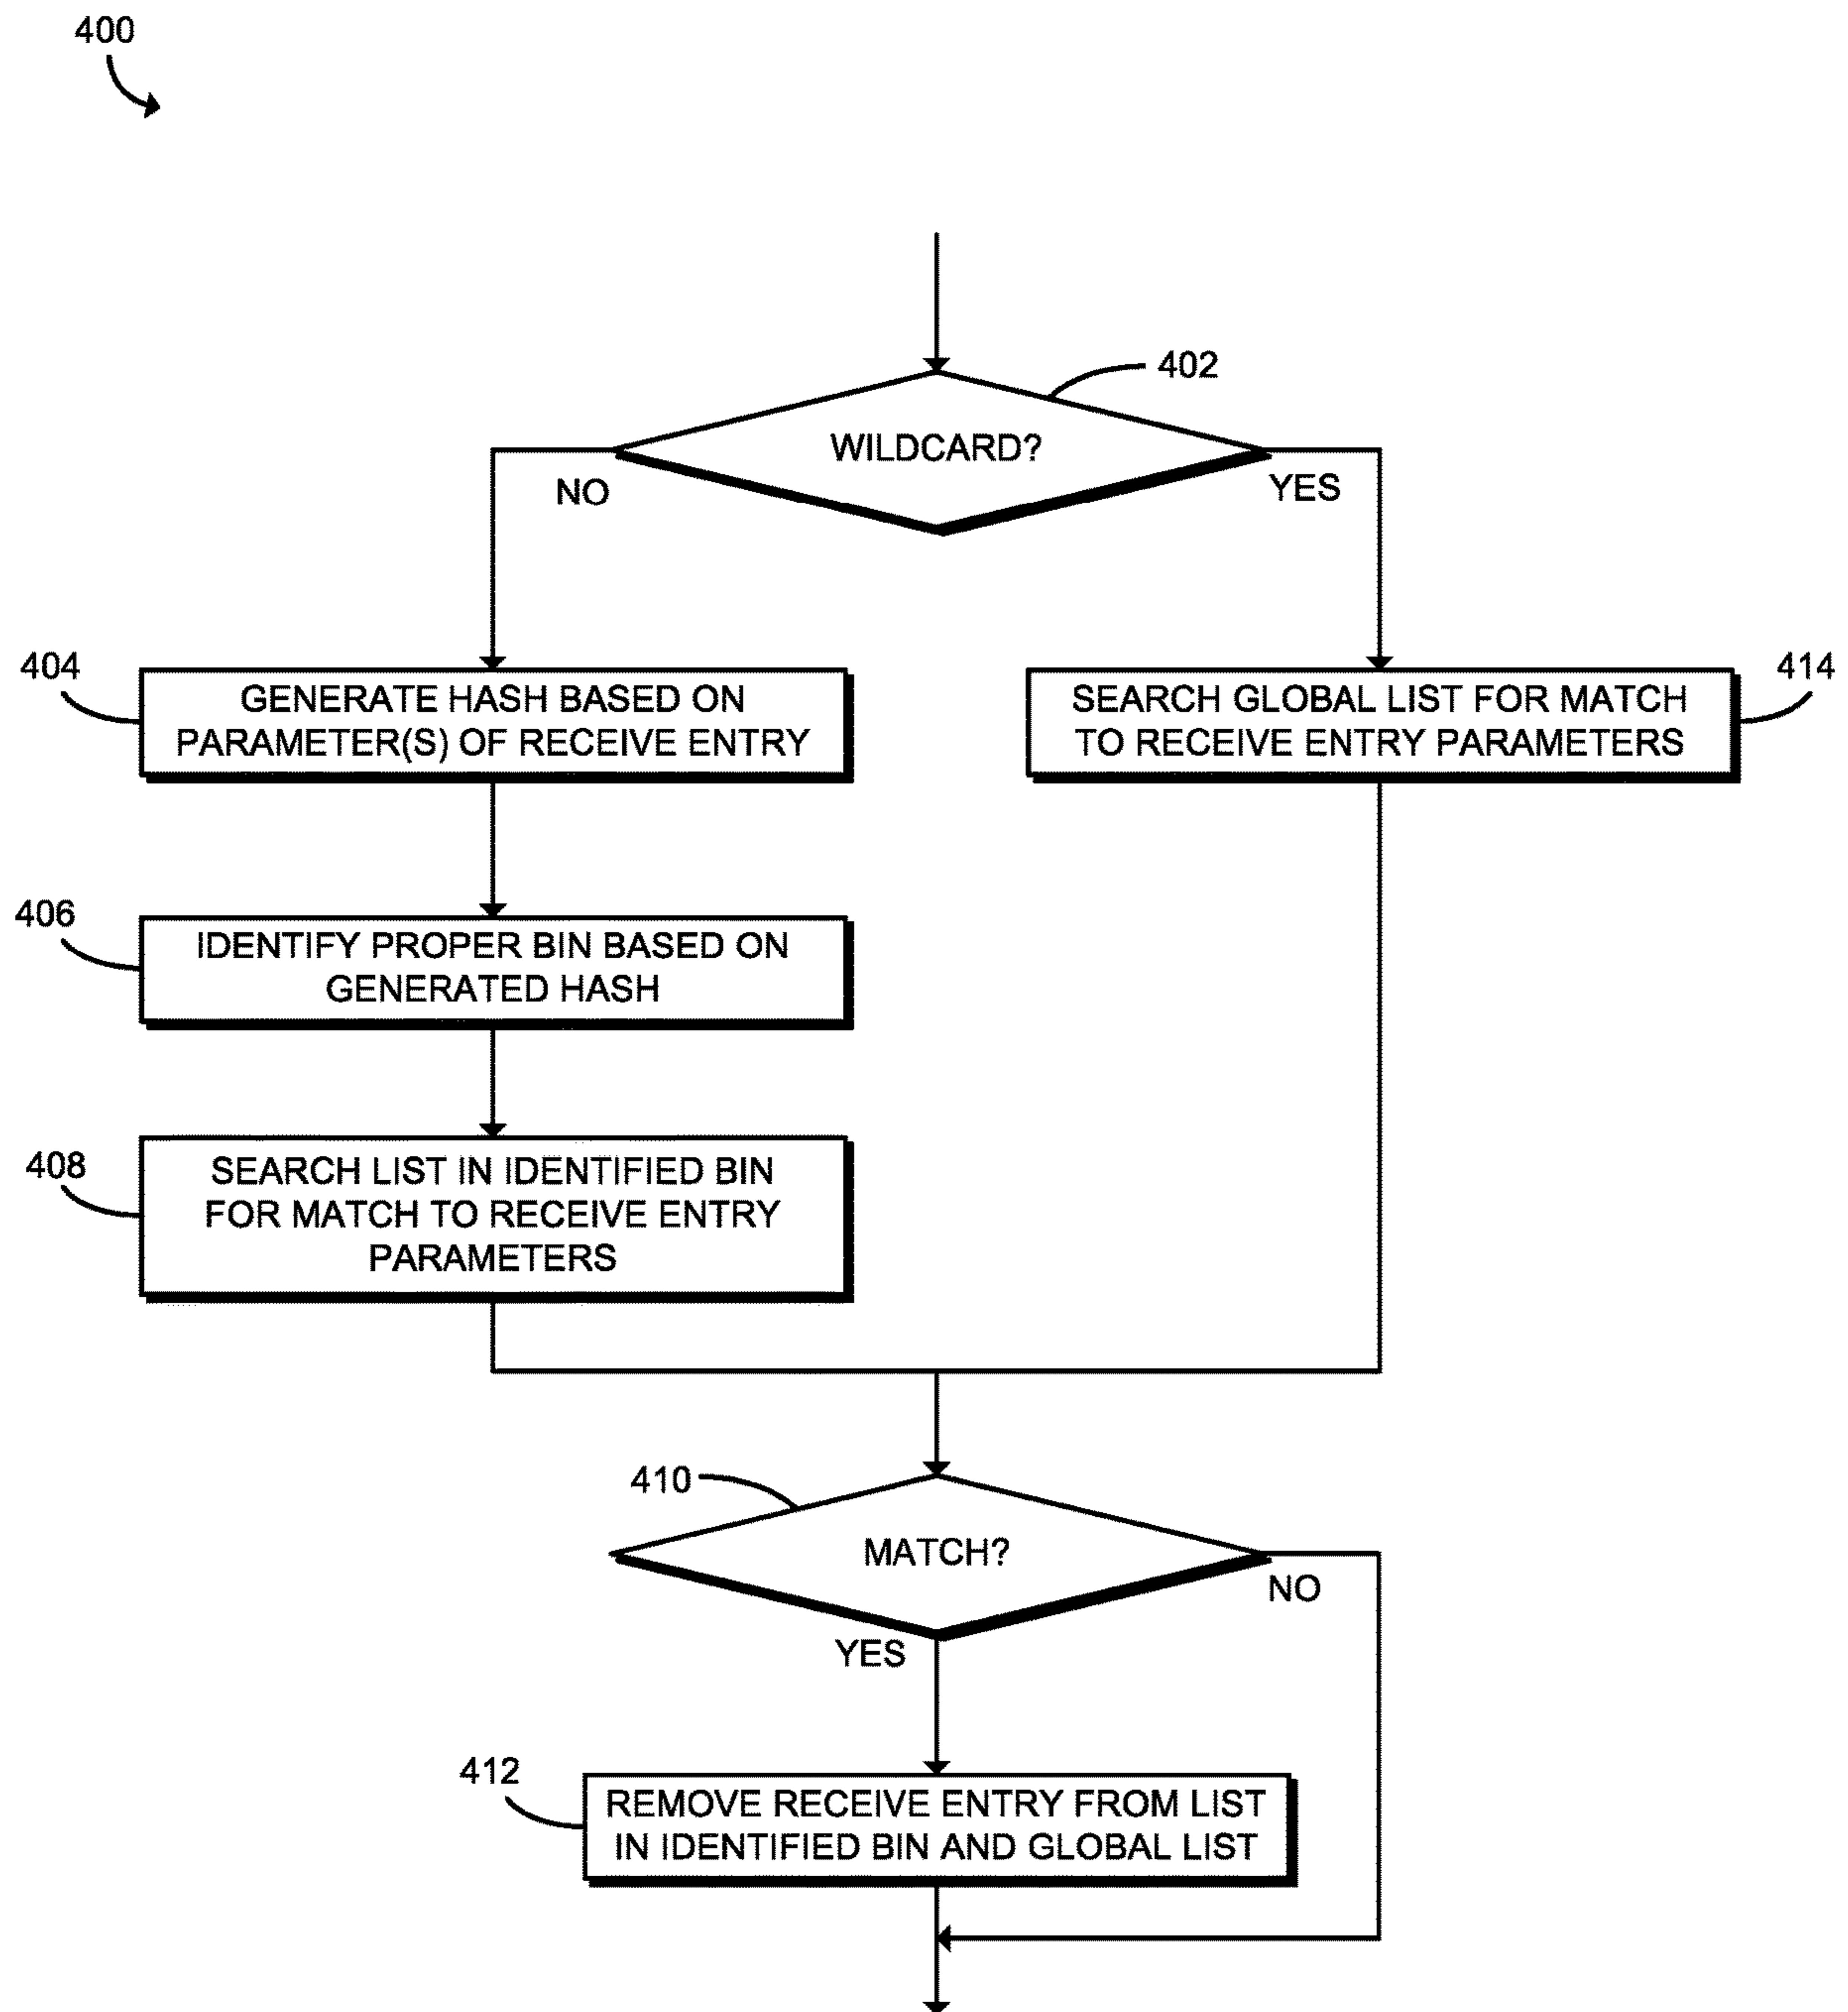 400
402
WILDCARD?
NO
YES
404
GENERATE HASH BASED ON
PARAMETER(S) OF RECEIVE ENTRY
414
SEARCH GLOBAL LIST FOR MATCH
TO RECEIVE ENTRY PARAMETERS
406
IDENTIFY PROPER BIN BASED ON
GENERATED HASH
408
SEARCH LIST IN IDENTIFIED BIN
FOR MATCH TO RECEIVE ENTRY
PARAMETERS
410
MATCH?
NO
YES
412
REMOVE RECEIVE ENTRY FROM LIST
IN IDENTIFIED BIN AND GLOBAL LIST